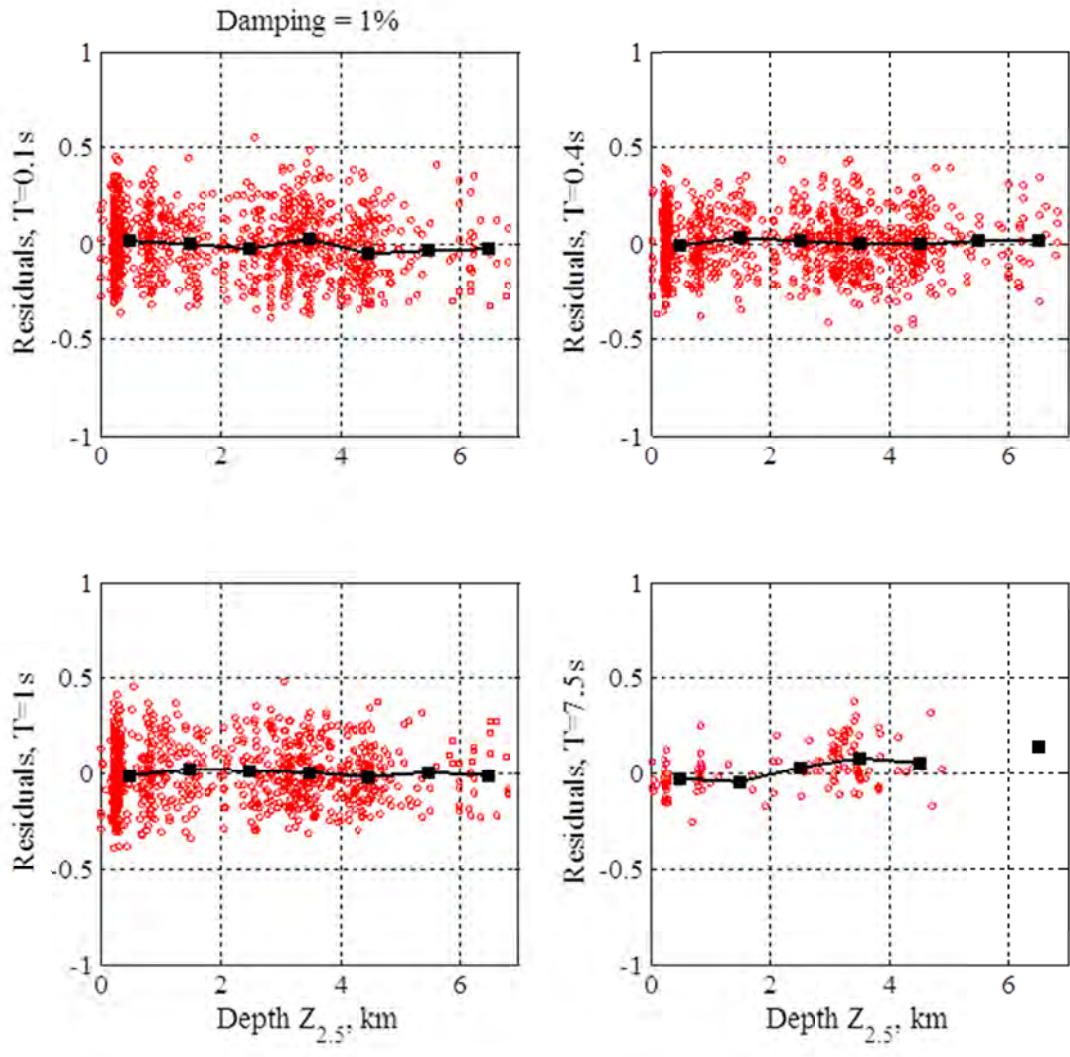 Damping = 1%
Residuals, T=0.1s
1
0.5
0
-0.5
-1
0 2 4 6
Residuals, T=0.4s
1
0.5
0
-0.5
-1
0 2 4 6
Residuals, T=1s
1
0.5
0
-0.5
-1
0 2 4 6
Depth Z2.5, km
Residuals, T=7.5s
1
0.5
0
-0.5
-1
0 2 4 6
Depth Z2.5, km